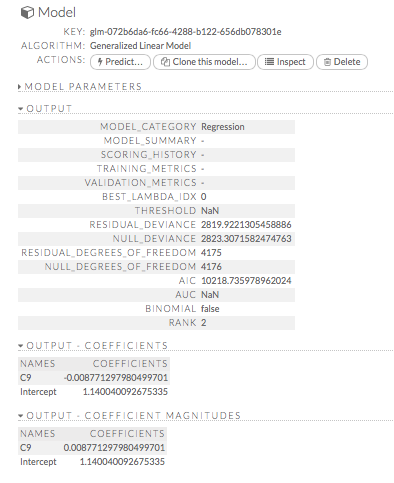 Model
KEY: glm-072b6da6-fc66-4288-b122-656db078301e
ALGORITHM: Generalized Linear Model
ACTIONS: Predict... Clone this model... Inspect Delete
MODEL PARAMETERS
OUTPUT
MODEL_CATEGORY Regression
MODEL_SUMMARY -
SCORING_HISTORY -
TRAINING_METRICS -
VALIDATION_METRICS -
BEST_LAMBDA_IDX 0
THRESHOLD NaN
RESIDUAL_DEVIANCE 2819.9221305458886
NULL_DEVIANCE 2823.3071582474763
RESIDUAL_DEGREES_OF_FREEDOM 4175
NULL_DEGREES_OF_FREEDOM 4176
AIC 10218.735978962024
AUC NaN
BINOMIAL false
RANK 2
OUTPUT - COEFFICIENTS
NAMES COEFFICIENTS
C9 -0.008771297980499701
Intercept 1.140040092675335
OUTPUT - COEFFICIENT MAGNITUDES
NAMES COEFFICIENTS
C9 0.008771297980499701
Intercept 1.140040092675335